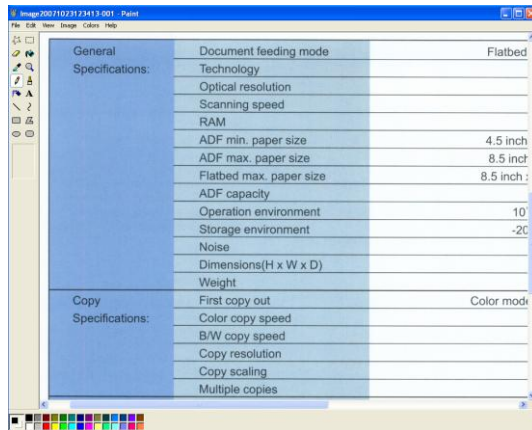 Image20071023123413-001 - Paint
File Edit View Image Colors Help
General Document feeding mode Flatbed
Specifications: Technology
Optical resolution
Scanning speed
RAM
ADF min. paper size 4.5 inch
ADF max. paper size 8.5 inch
Flatbed max. paper size 8.5 inch
ADF capacity
Operation environment 10
Storage environment -20
Noise
Dimensions(H x W x D)
Weight
Copy First copy out Color mode
Specifications: Color copy speed
B/W copy speed
Copy resolution
Copy scaling
Multiple copies